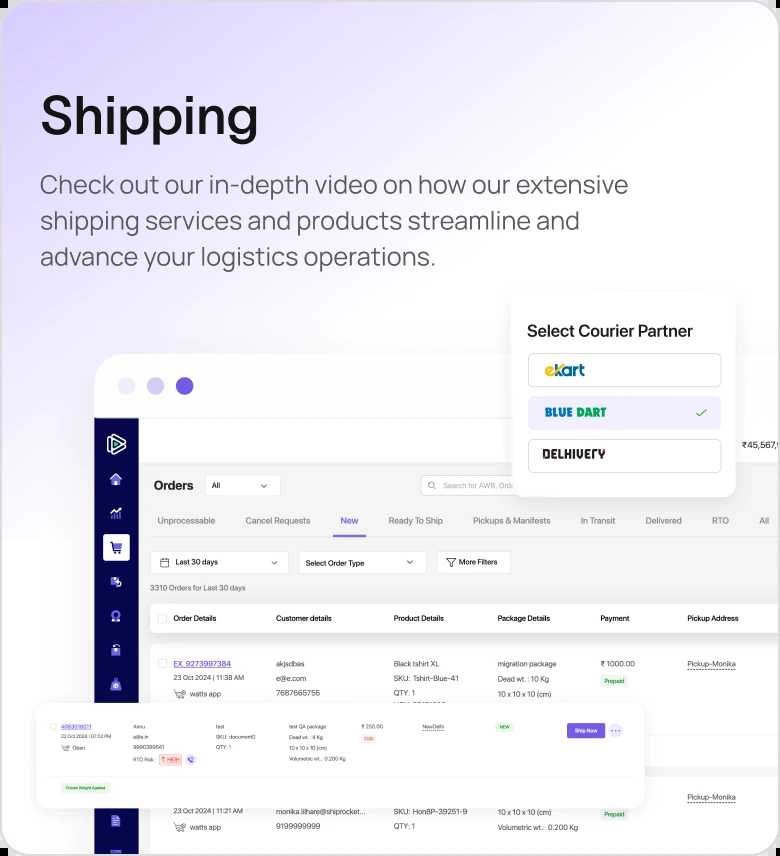 Shipping
Check out our in-depth video on how our extensive
shipping services and products streamline and
advance your logistics operations.
Select Courier Partner
ekart
BLUE DART
DELHIVERY
₹45,567,
Orders
All
Search for AWB,
Unprocessable Cancel Requests New Ready To Ship Pickups & Manifests In Transit Delivered RTO All
Last 30 days Select Order Type More Filters
3310 Orders for Last 30 days
Order Details Customer details Product Details Package Details Payment Pickup Address
EX_9273997384 akjsdbas Black tshirt XL migration package ₹ 1000.00 Pickup-Monika
23 Oct 2024 | 11:38 AM e@e.com SKU: Tshirt-Blue-41 Dead wt. : 10 Kg Prepaid
watts app 7687665755 QTY: 1 10 x 10 x 10 (cm)
4083018011 Annu test test QA package ₹ 250.00 NewDelhi NEW Ship Now
22 Oct 2024 | 07:02 PM a@e.in SKU: document0 Dead wt.: 4 Kg COD
Open 9990399541 QTY: 1 10 x 10 x 10 (cm)
RTO Risk : HIGH Volumetric wt.: 0.200 Kg
Frozen Weight Applied
Pickup-Monika
23 Oct 2024 | 11:21 AM monika.lilhare@shiprocket... SKU: HonBP-39251-9 10 x 10 x 10 (cm) Prepaid
watts app 9199999999 QTY: 1 Volumetric wt.: 0.200 Kg